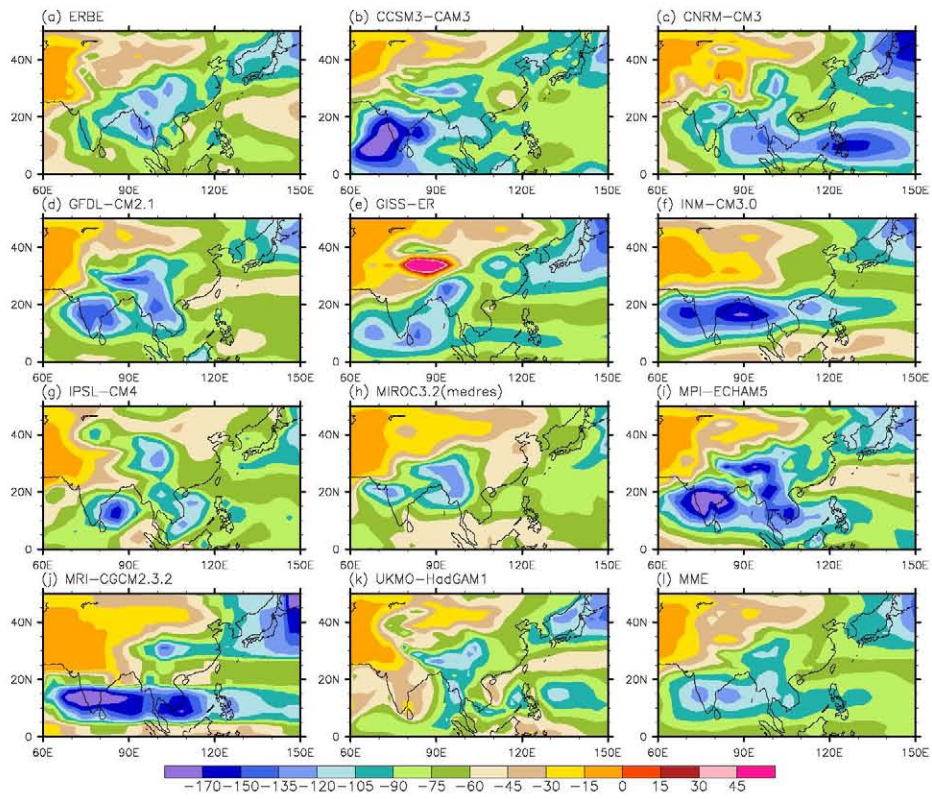 (a) ERBE (b) CCSM3-CAM3 (c) CNRM-CM3
40N 40N 40N
20N 20N 20N
0 0 0
60E 90E 120E 150E 60E 90E 120E 150E 60E 90E 120E 150E
(d) GFDL-CM2.1 (e) GISS-ER (f) INM-CM3.0
40N 40N 40N
20N 20N 20N
0 0 0
60E 90E 120E 150E 60E 90E 120E 150E 60E 90E 120E 150E
(g) IPSL-CM4 (h) MIROC3.2(medres) (i) MPI-ECHAM5
40N 40N 40N
20N 20N 20N
0 0 0
60E 90E 120E 150E 60E 90E 120E 150E 60E 90E 120E 150E
(j) MRI-CGCM2.3.2 (k) UKMO-HadGAM1 (l) MME
40N 40N 40N
20N 20N 20N
0 0 0
60E 90E 120E 150E 60E 90E 120E 150E 60E 90E 120E 150E
-170 -150 -135 -120 -105 -90 -75 -60 -45 -30 -15 0 15 30 45